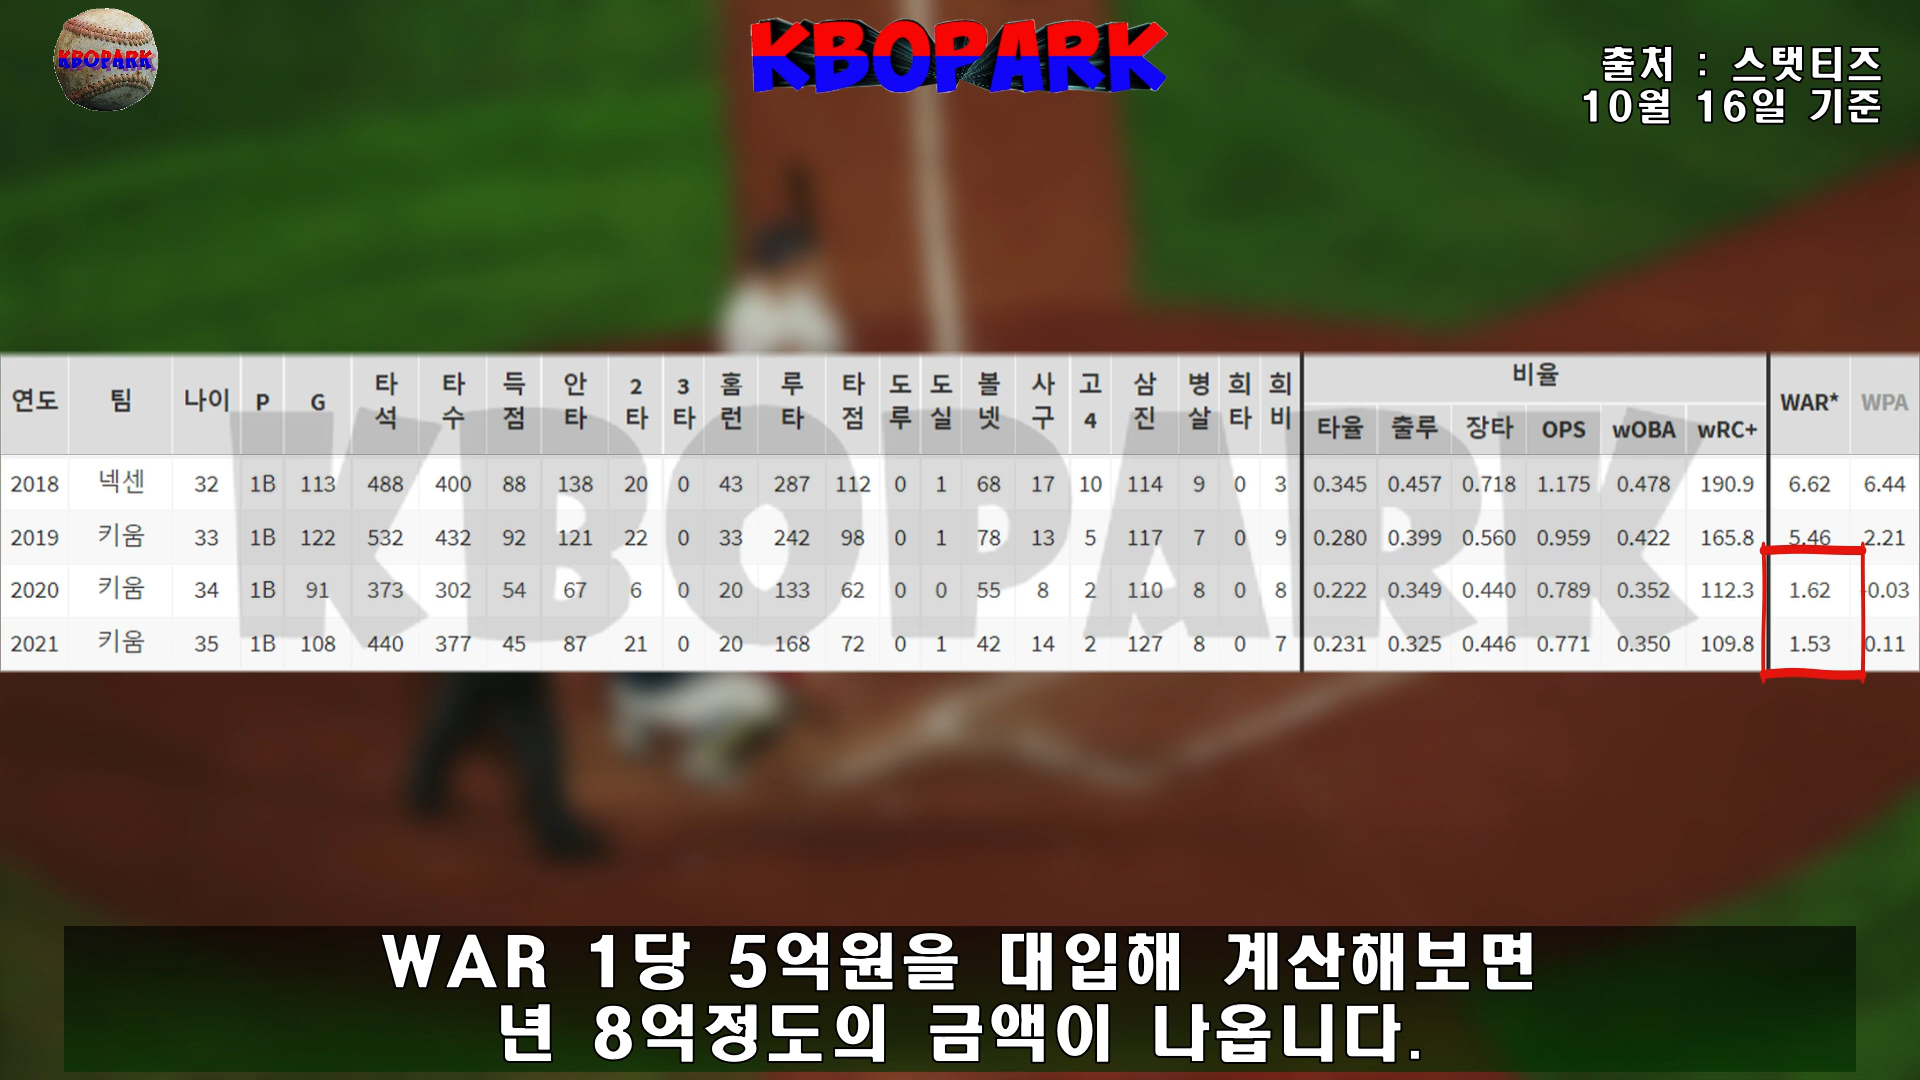 KBOPARK
KBOPARK
출처 : 스탯티즈
10월 16일 기준
연도 팀 나이 P G 타석 타수 득점 안타 2타 3타 홈런 루타 타점 도루 도실 볼넷 사구 고4 삼진 병살 희타 희비 비율 WAR* WPA
타율 출루 장타 OPS wOBA wRC+
2018 넥센 32 1B 113 488 400 88 138 20 0 43 287 112 0 1 68 17 10 114 9 0 3 0.345 0.457 0.718 1.175 0.478 190.9 6.62 6.44
2019 키움 33 1B 122 532 432 92 121 22 0 33 242 98 0 1 78 13 5 117 7 0 9 0.280 0.399 0.560 0.959 0.422 165.8 5.46 2.21
2020 키움 34 1B 91 373 302 54 67 6 0 20 133 62 0 0 55 8 2 110 8 0 8 0.222 0.349 0.440 0.789 0.352 112.3 1.62 -0.03
2021 키움 35 1B 108 440 377 45 87 21 0 20 168 72 0 1 42 14 2 127 8 0 7 0.231 0.325 0.446 0.771 0.350 109.8 1.53 0.11
KBOPARK
WAR 1당 5억원을 대입해 계산해보면
년 8억정도의 금액이 나옵니다.